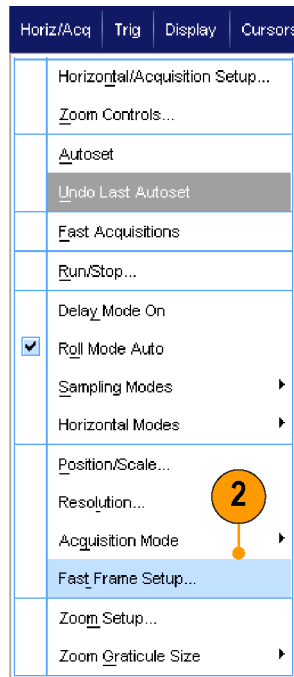 Horiz/Acq Trig Display Cursors
Horizontal/Acquisition Setup...
Zoom Controls...
Autoset
Undo Last Autoset
Fast Acquisitions
Run/Stop...
Delay Mode On
Roll Mode Auto
Sampling Modes
Horizontal Modes
Position/Scale...
Resolution...
2
Acquisition Mode
Fast Frame Setup...
Zoom Setup...
Zoom Graticule Size